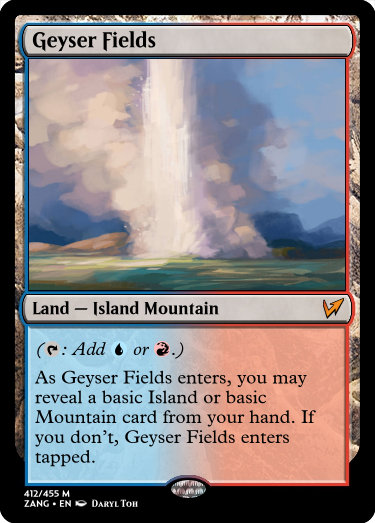 Geyser Fields
Land — Island Mountain
(: Add or .)
As Geyser Fields enters, you may
reveal a basic Island or basic
Mountain card from your hand. If
you don't, Geyser Fields enters
tapped.
412/455 M
ZANG • EN Daryl Toh